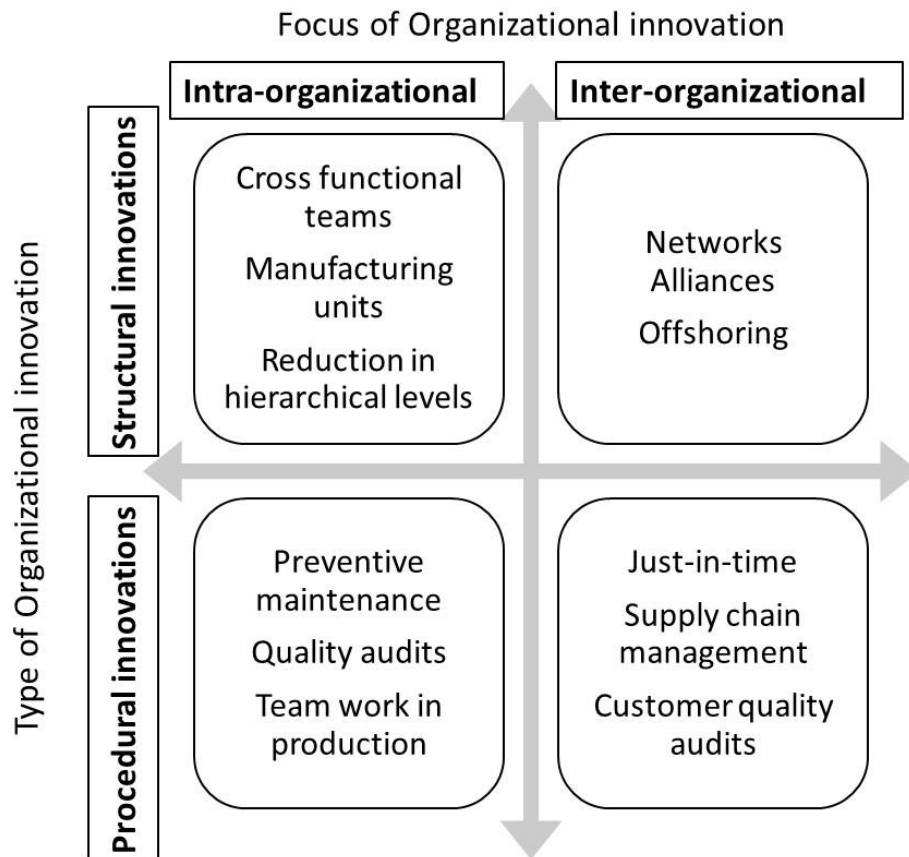 Focus of Organizational innovation
Intra-organizational
Inter-organizational
Type of Organizational innovation
Structural innovations
Cross functional
teams
Manufacturing
units
Reduction in
hierarchical levels
Networks
Alliances
Offshoring
Procedural innovations
Preventive
maintenance
Quality audits
Team work in
production
Just-in-time
Supply chain
management
Customer quality
audits